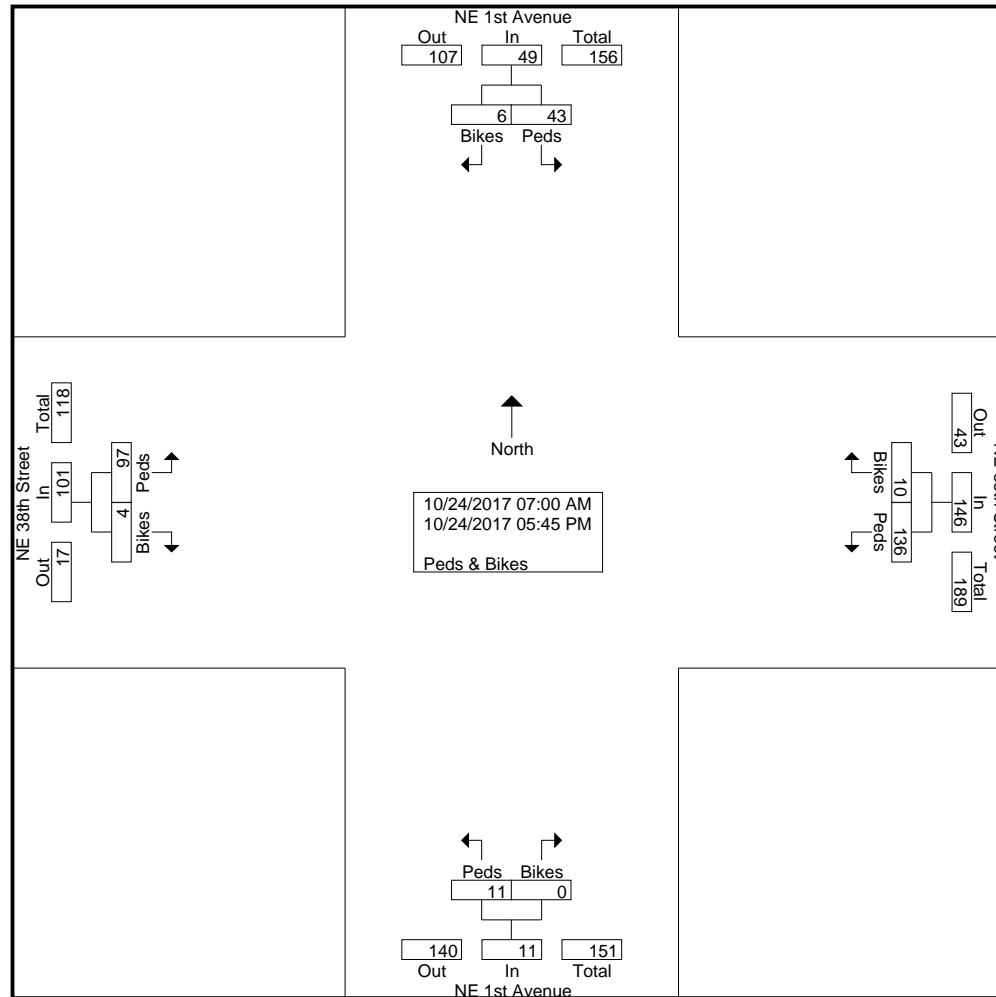 NE 1st Avenue
Out In Total
107 49 156
6 43
Bikes Peds
NE 38th Street
Total In Out
118 101 17
97 4
Peds Bikes
North
10/24/2017 07:00 AM
10/24/2017 05:45 PM
Peds & Bikes
Bikes Peds
10 136
43 146 189
Out In Total
Peds Bikes
11 0
140 11 151
Out In Total
NE 1st Avenue